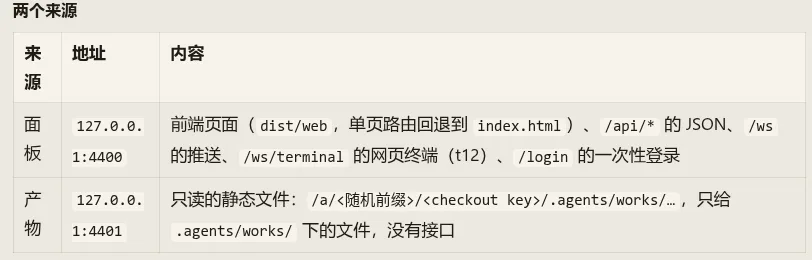 两个来源
来源 地址 内容
面板 127.0.0.1:4400 前端页面（dist/web，单页路由回退到 index.html）、/api/* 的 JSON、/ws
的推送、/ws/terminal 的网页终端（t12）、/login 的一次性登录
产物 127.0.0.1:4401 只读的静态文件：/a/<随机前缀>/<checkout key>/.agents/works/…，只给
.agents/works/ 下的文件，没有接口